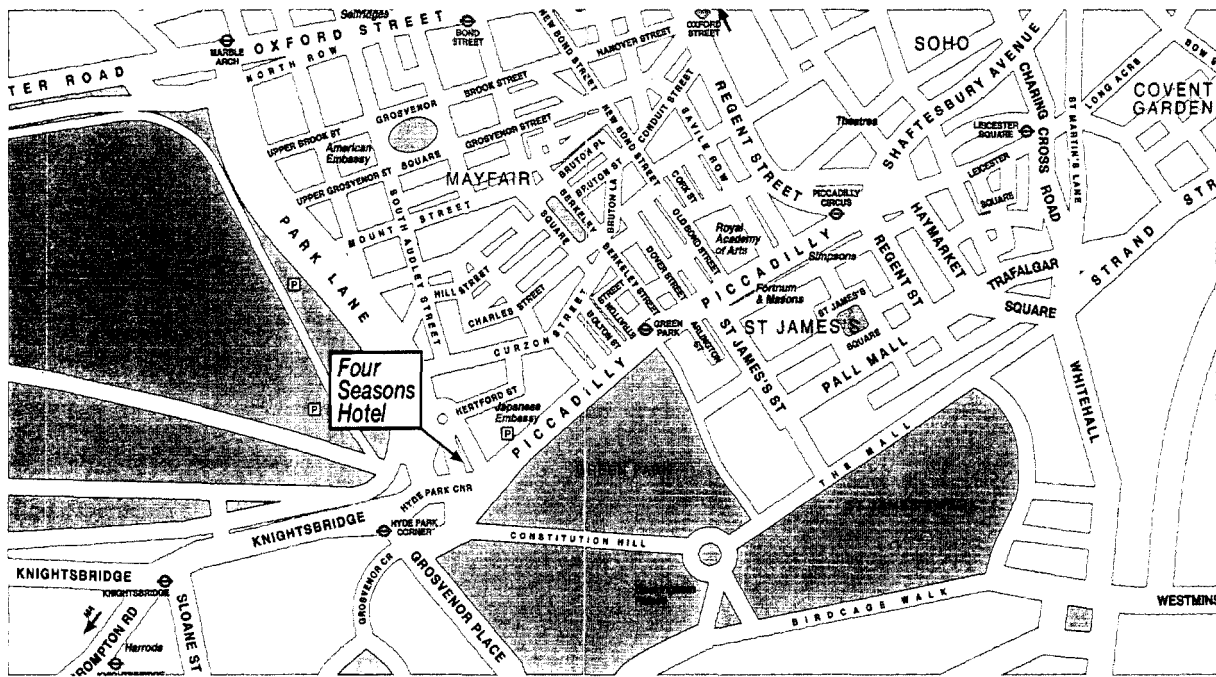 Selfridges
MARBLE
ARCH
OXFORD STREET
BOND
STREET
NEW BOND STREET
HANOVER STREET
OXFORD
STREET
SOHO
TER ROAD
NORTH ROW
BROOK STREET
GROSVENOR
UPPER BROOK ST
American
Embassy
SQUARE
GROSVENOR STREET
UPPER GROSVENOR ST
MAYFAIR
BRUTON PL
BRUTON ST
BRUTON LA
NEW BOND STREET
CONDUIT STREET
SAVILE ROW
REGENT STREET
CORK ST
OLD BOND STREET
Theatres
SHAFTESBURY AVENUE
CHARING CROSS ROAD
LEICESTER
SQUARE
ST MARTIN'S LANE
LONG ACRE
BOW
COVENT
GARDEN
LEICESTER
SQUARE
PICCADILLY
CIRCUS
PARK LANE
MOUNT STREET
SOUTH AUDLEY STREET
BERKELEY
SQUARE
HILL STREET
CHARLES STREET
CURZON STREET
BERKELEY STREET
DOVER STREET
Royal
Academy
of Arts
Simpsons
Fortnum
& Masons
PICCADILLY
HAYMARKET
REGENT ST
TRAFALGAR
SQUARE
STRAND
ST JAMES'S
ST JAMES'S
SQUARE
PALL MALL
BOLTON ST
GREEN
PARK
ARLINGTON
ST
ST JAMES'S ST
P
Four
Seasons
Hotel
P
HERTFORD ST
Japanese
Embassy
P
PICCADILLY
THE MALL
WHITEHALL
HYDE PARK CNR
KNIGHTSBRIDGE
HYDE PARK
CORNER
CONSTITUTION HILL
GROSVENOR CR
GROSVENOR PLACE
BIRDCAGE WALK
WESTMINS
KNIGHTSBRIDGE
KNIGHTSBRIDGE
SLOANE ST
ROMPTON RD
Harrods